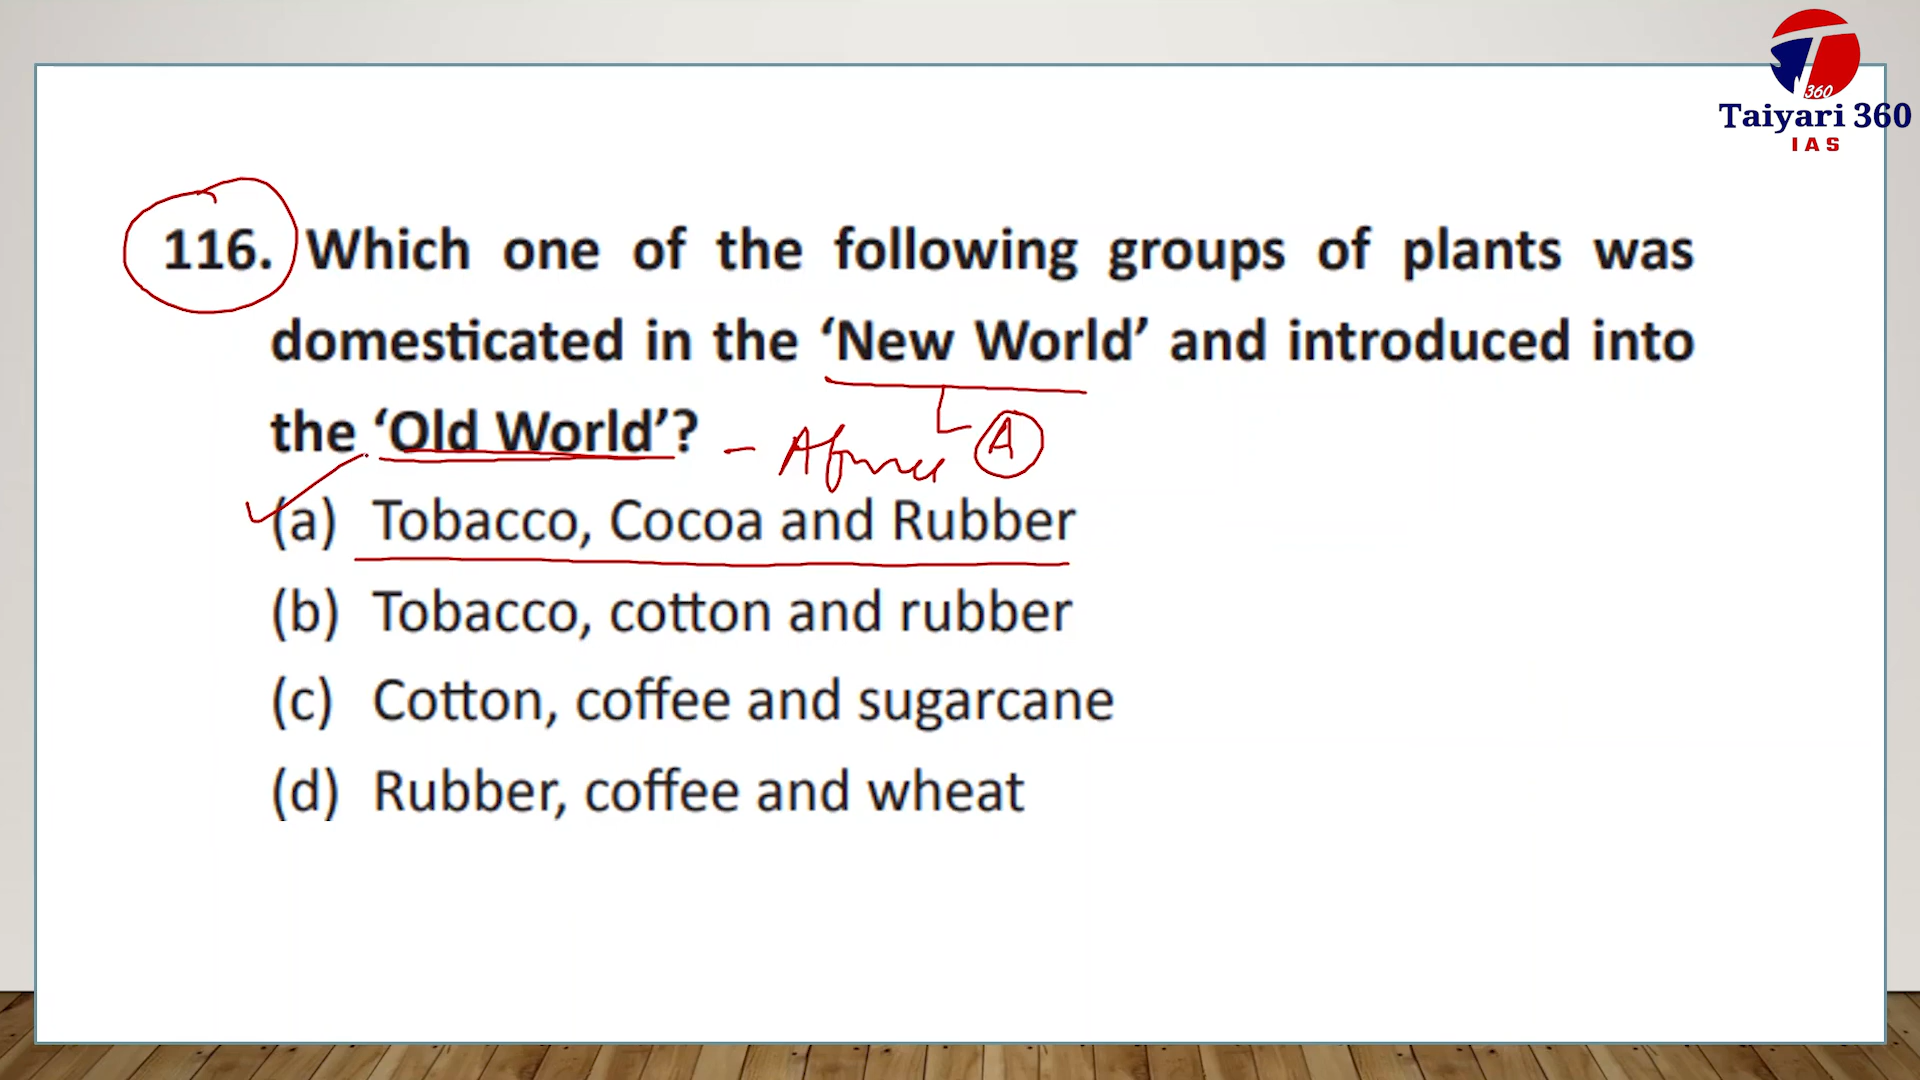 360
Taiyari 360
IAS
116. Which one of the following groups of plants was
domesticated in the ‘New World’ and introduced into
the ‘Old World’? -
A
(a) Tobacco, Cocoa and Rubber
(b) Tobacco, cotton and rubber
(c) Cotton, coffee and sugarcane
(d) Rubber, coffee and wheat